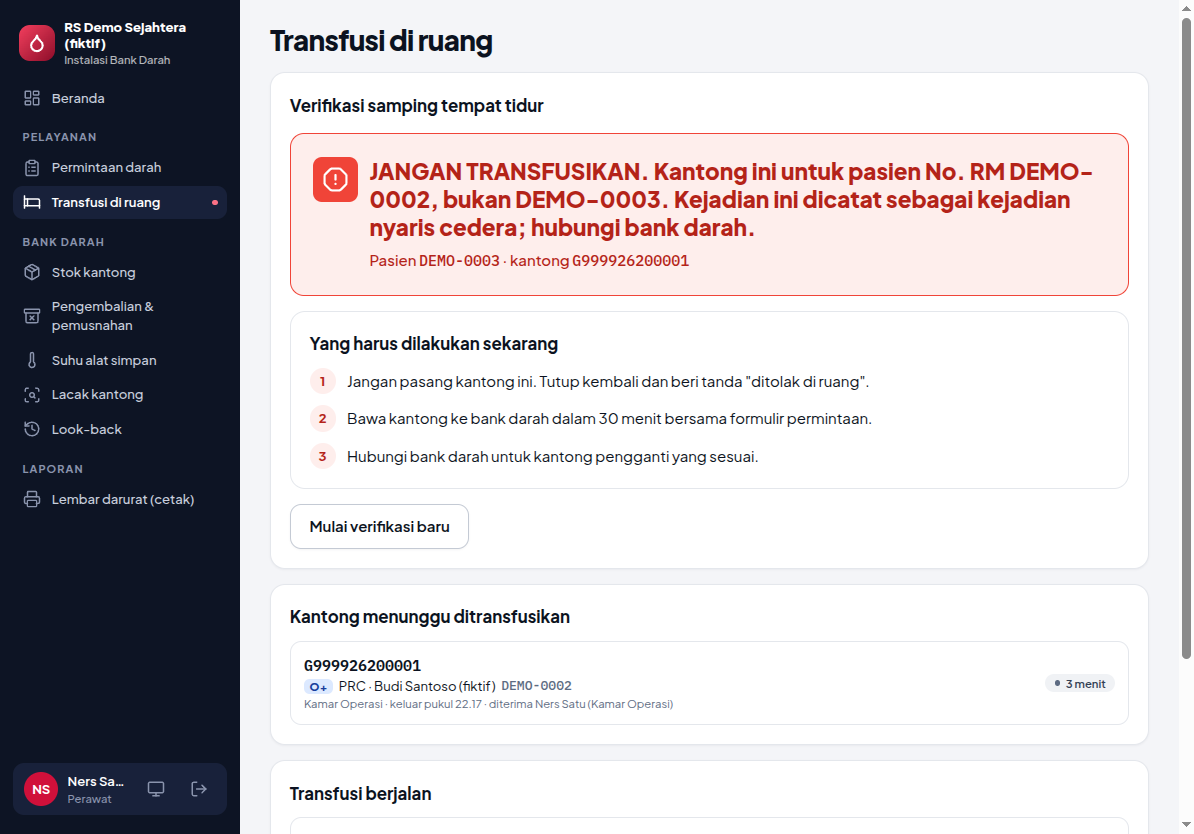 RS Demo Sejahtera
(fiktif)
Instalasi Bank Darah
Beranda
PELAYANAN
Permintaan darah
Transfusi di ruang
BANK DARAH
Stok kantong
Pengembalian &
pemusnahan
Suhu alat simpan
Lacak kantong
Look-back
LAPORAN
Lembar darurat (cetak)
NS
Ners Sa...
Perawat
Transfusi di ruang
Verifikasi samping tempat tidur
JANGAN TRANSFUSIKAN. Kantong ini untuk pasien No. RM DEMO-
0002, bukan DEMO-0003. Kejadian ini dicatat sebagai kejadian
nyaris cedera; hubungi bank darah.
Pasien DEMO-0003 · kantong G999926200001
Yang harus dilakukan sekarang
1 Jangan pasang kantong ini. Tutup kembali dan beri tanda "ditolak di ruang".
2 Bawa kantong ke bank darah dalam 30 menit bersama formulir permintaan.
3 Hubungi bank darah untuk kantong pengganti yang sesuai.
Mulai verifikasi baru
Kantong menunggu ditransfusikan
G999926200001
O+ PRC · Budi Santoso (fiktif) DEMO-0002
Kamar Operasi · keluar pukul 22.17 · diterima Ners Satu (Kamar Operasi)
3 menit
Transfusi berjalan